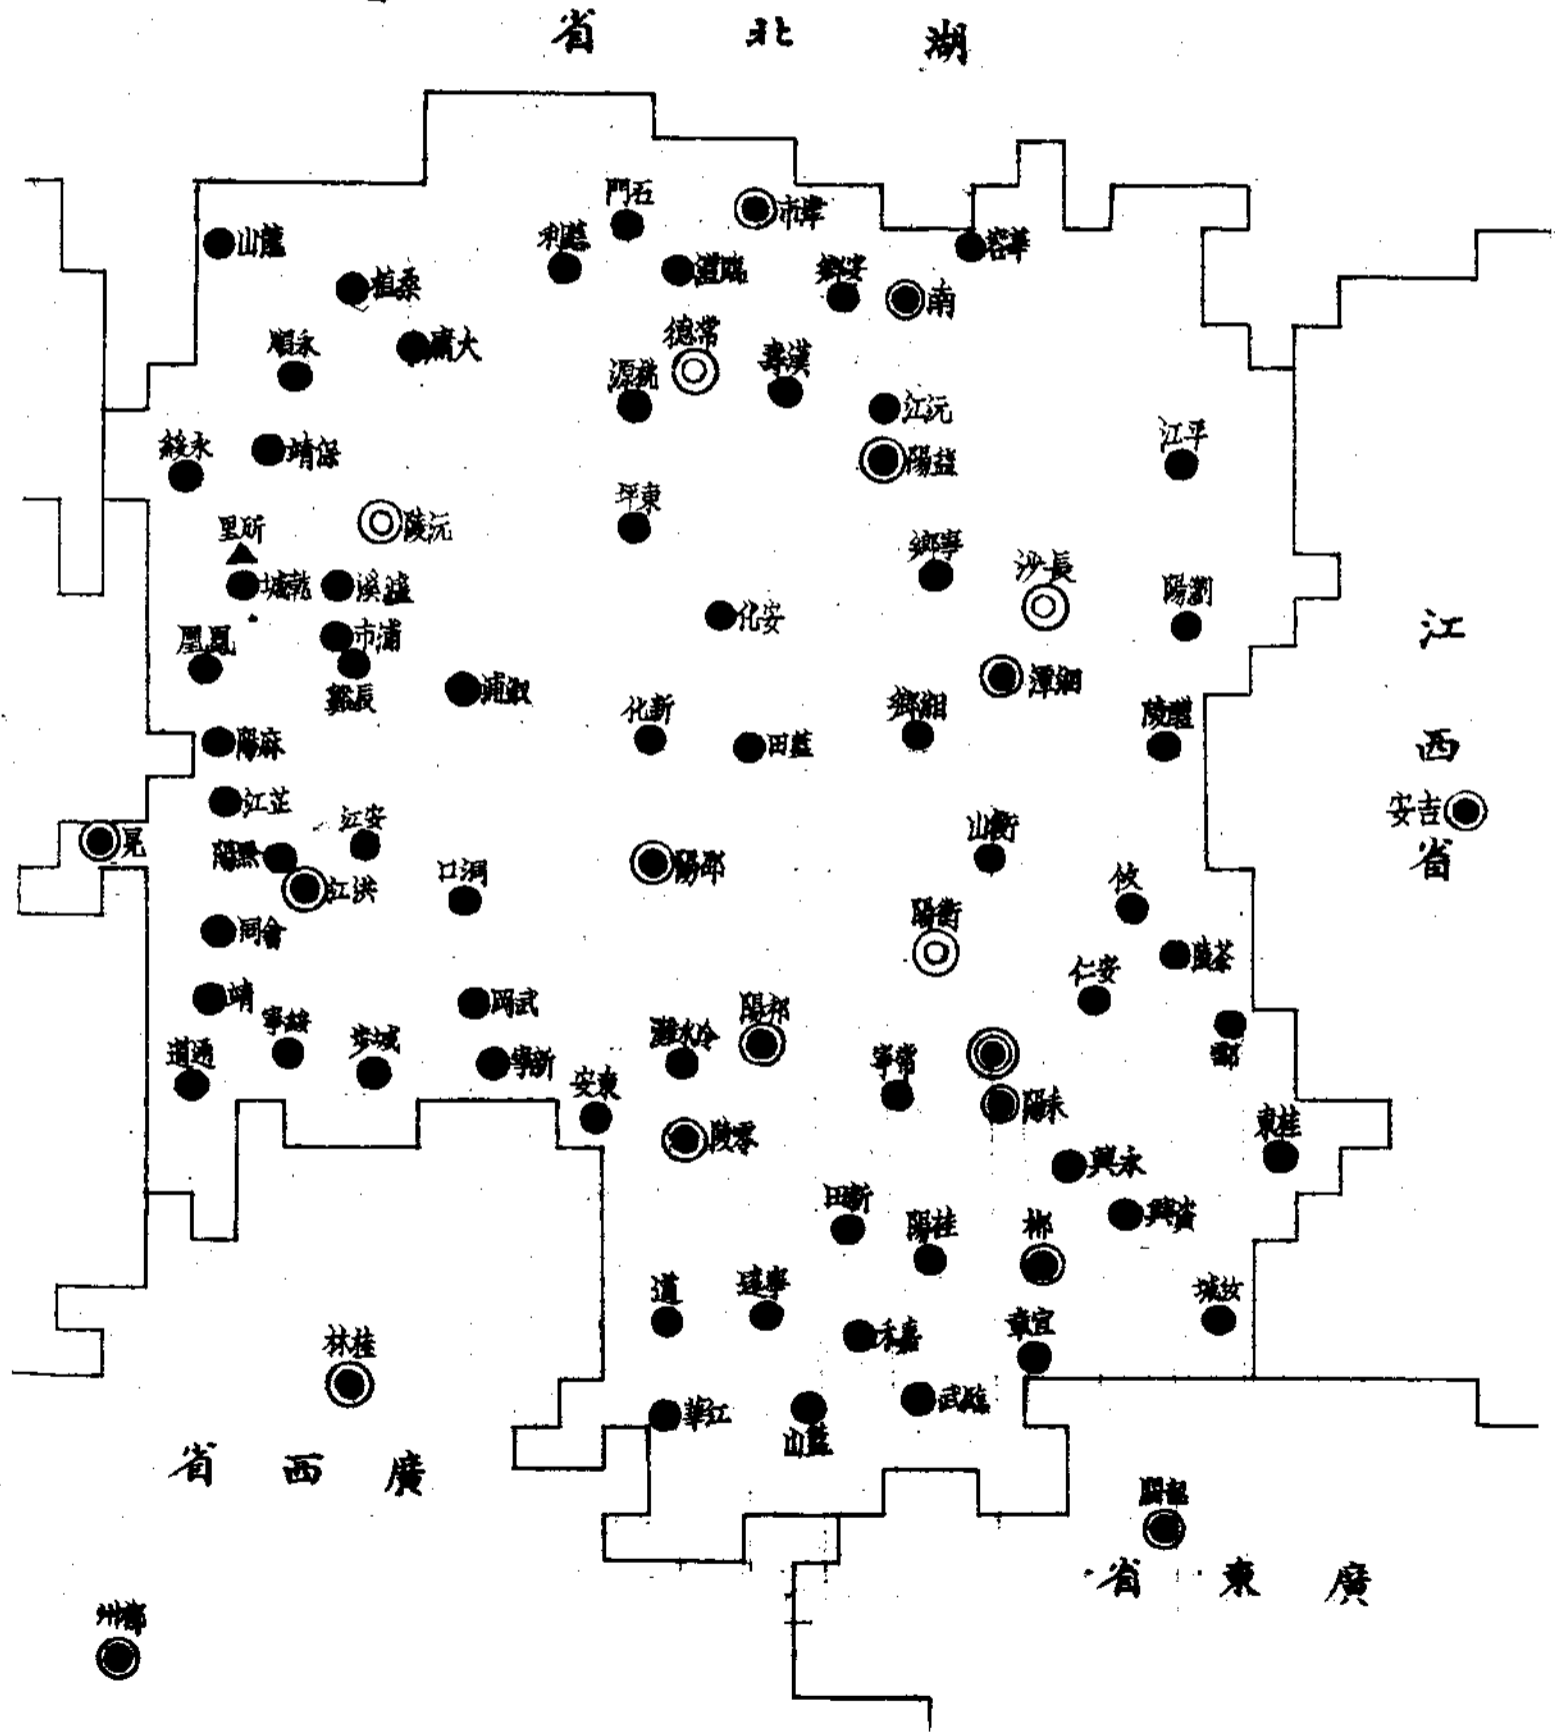 湖北省
石門
津市
龍山
慈利
臨澧
安鄉
華容
桑植
南
永順
大庸
常德
桃源
漢壽
沅江
永綏
保靖
益陽
平江
沅陵
東坪
所里
寧鄉
長沙
乾城
瀘溪
安化
瀏陽
江西省
鳳凰
浦市
辰谿
漵浦
湘潭
新化
藍田
湘鄉
醴陵
麻陽
芷江
晃
安江
黔陽
洪江
洞口
邵陽
衡山
吉安
攸
會同
衡陽
茶陵
安仁
靖
武岡
綏寧
城步
新寧
通道
冷水灘
祁陽
東安
常寧
耒陽
酃
零陵
永興
桂東
資興
新田
桂陽
郴
道
寧遠
嘉禾
宜章
汝城
桂林
江華
藍山
臨武
廣西省
韶關
廣東省
柳州